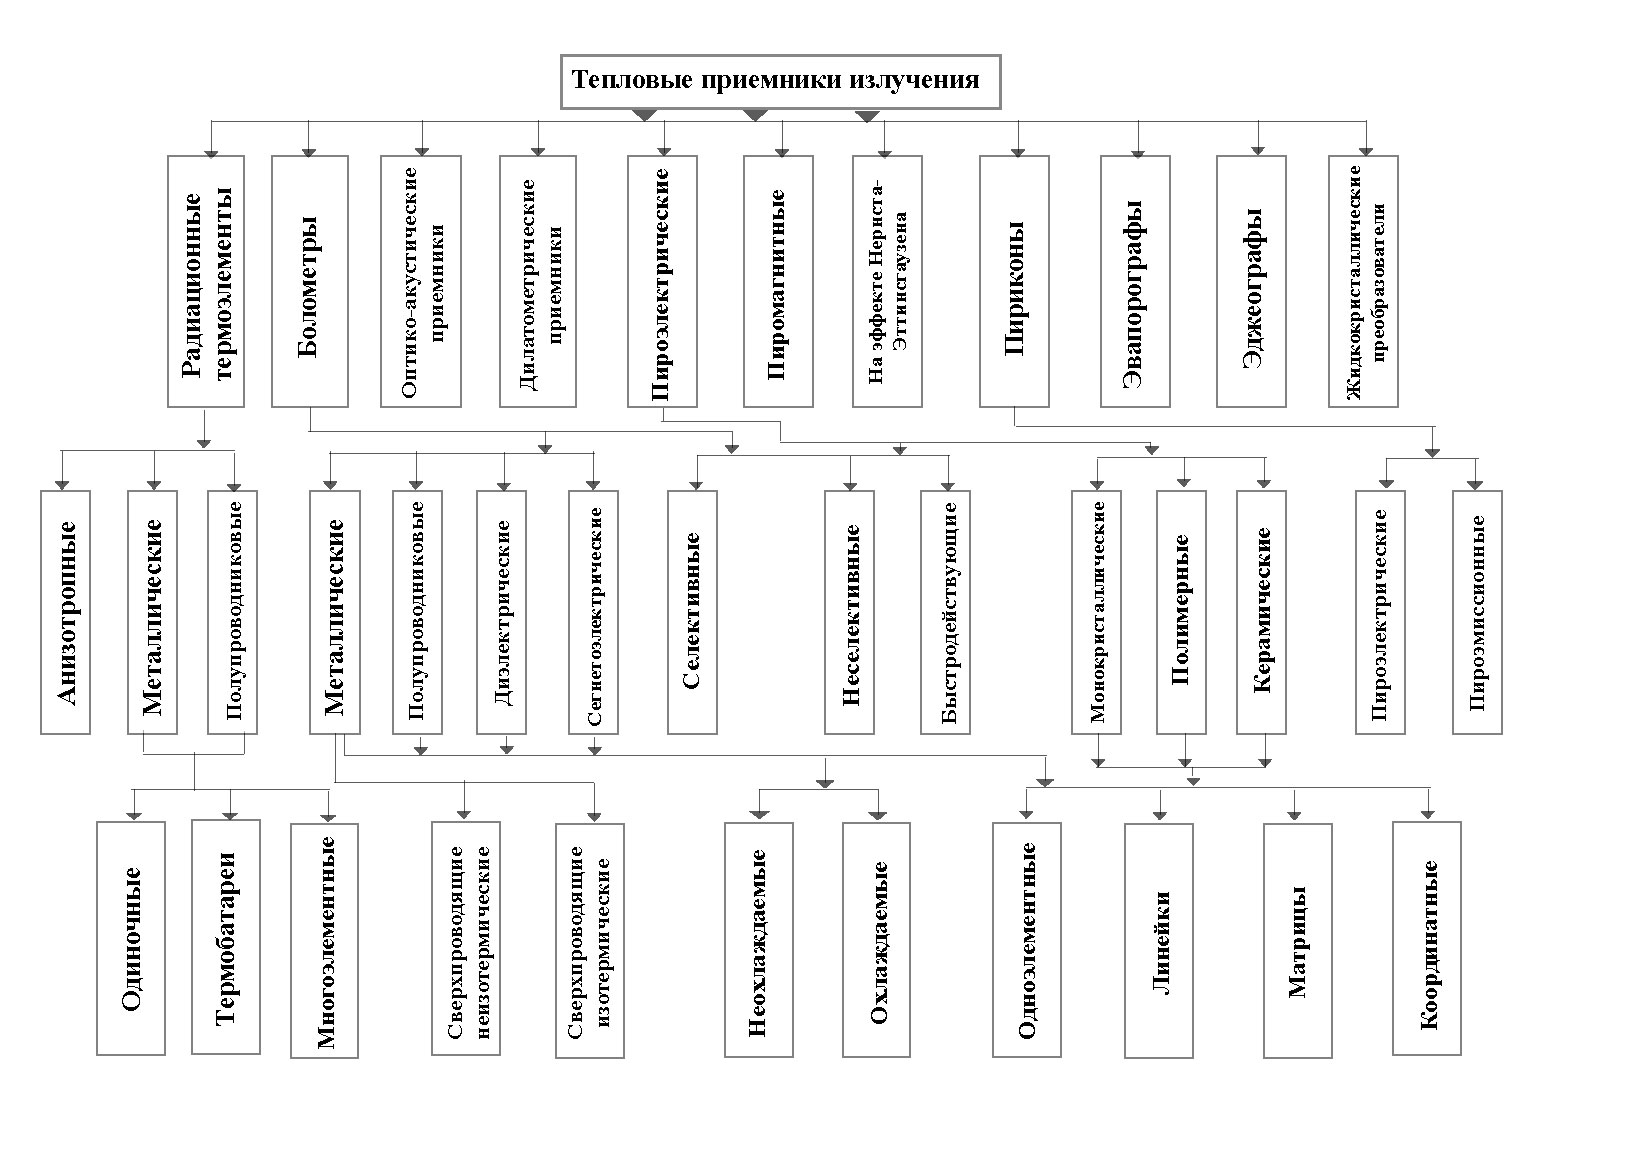 Тепловые приемники излучения
Радиационные
термоэлементы
Болометры
Оптико-акустические
приемники
Дилатометрические
приемники
Пироэлектрические
Пиромагнитные
На эффекте Нернста-
Эттинсгаузена
Пириконы
Эвапорографы
Эджеографы
Жидкокристаллические
преобразователи
Анизотропные
Металлические
Полупроводниковые
Металлические
Полупроводниковые
Диэлектрические
Сегнетоэлектрические
Селективные
Неселективные
Быстродействующие
Монокристаллические
Полимерные
Керамические
Пироэлектрические
Пироэмиссионные
Одиночные
Термобатареи
Многоэлементные
Сверхпроводящие
неизотермические
Сверхпроводящие
изотермические
Неохлаждаемые
Охлаждаемые
Одноэлементные
Линейки
Матрицы
Координатные